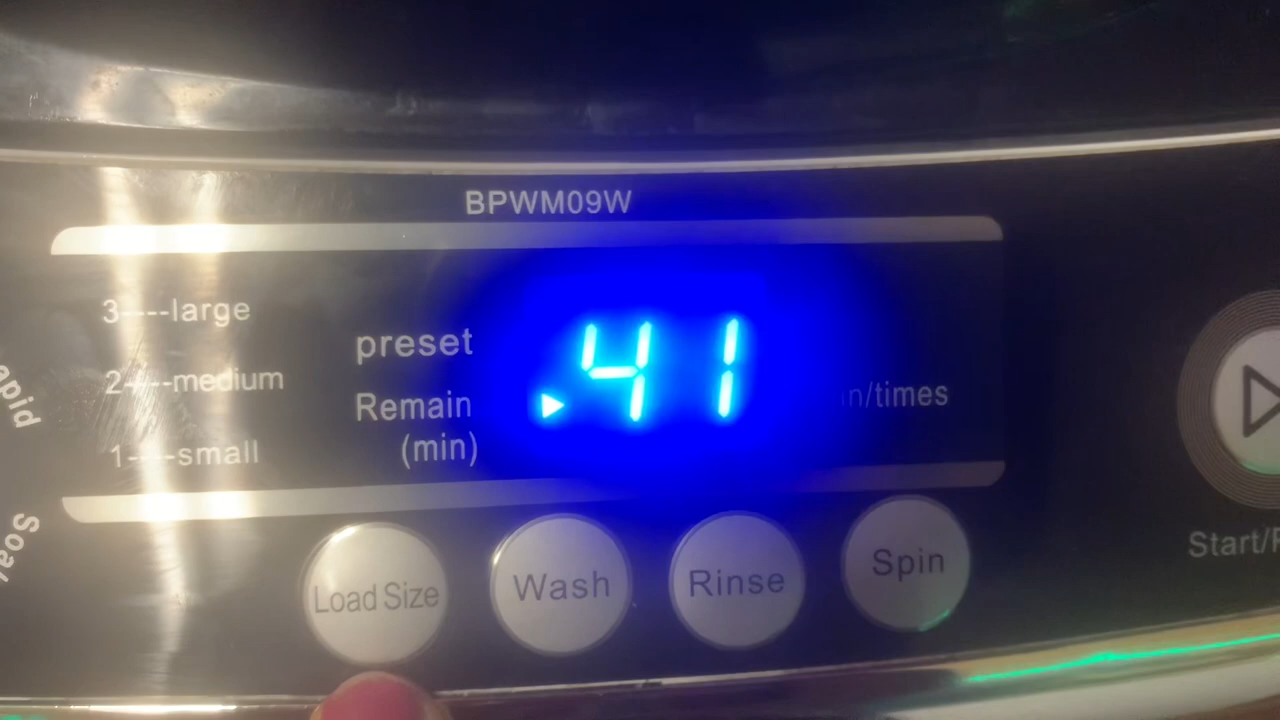 BPWM09W
3----large
preset
2----medium
41
Remain
(min)
1----small
Load Size
Wash
Rinse
Spin